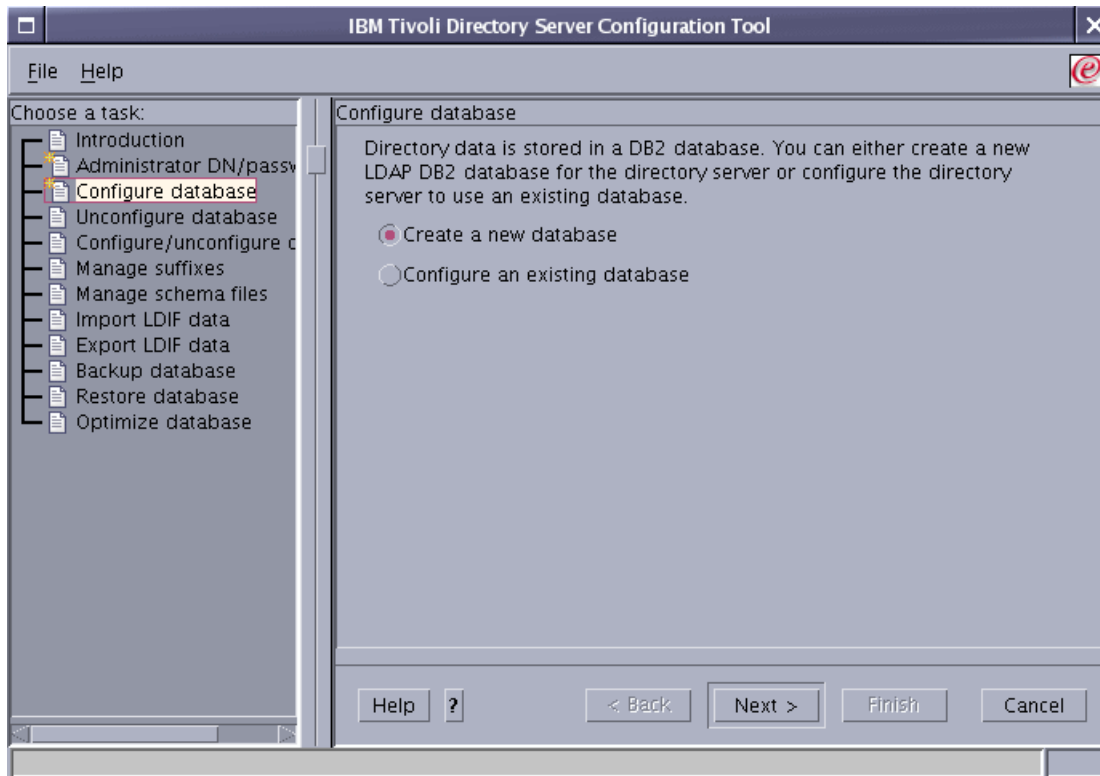 IBM Tivoli Directory Server Configuration Tool
File Help
Choose a task:
Introduction
Administrator DN/passw
Configure database
Unconfigure database
Configure/unconfigure c
Manage suffixes
Manage schema files
Import LDIF data
Export LDIF data
Backup database
Restore database
Optimize database
Configure database
Directory data is stored in a DB2 database. You can either create a new
LDAP DB2 database for the directory server or configure the directory
server to use an existing database.
Create a new database
Configure an existing database
Help ? < Back Next > Finish Cancel